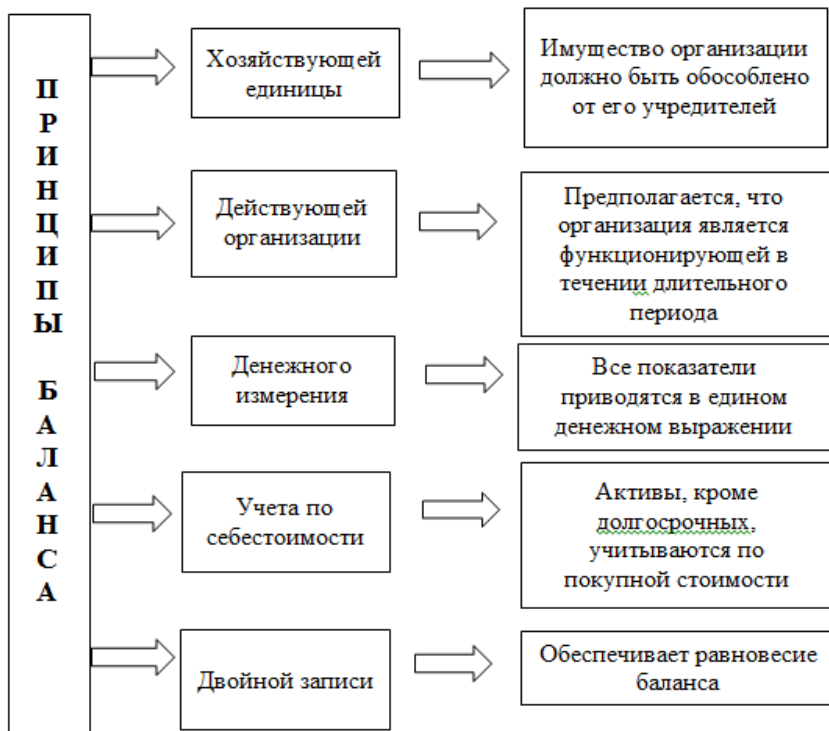 ПРИНЦИПЫ БАЛАНСА
Хозяйствующей
единицы
Имущество организации
должно быть обособлено
от его учредителей
Действующей
организации
Предполагается, что
организация является
функционирующей в
течении длительного
периода
Денежного
измерения
Все показатели
приводятся в едином
денежном выражении
Учета по
себестоимости
Активы, кроме
долгосрочных,
учитываются по
покупной стоимости
Двойной записи
Обеспечивает равновесие
баланса